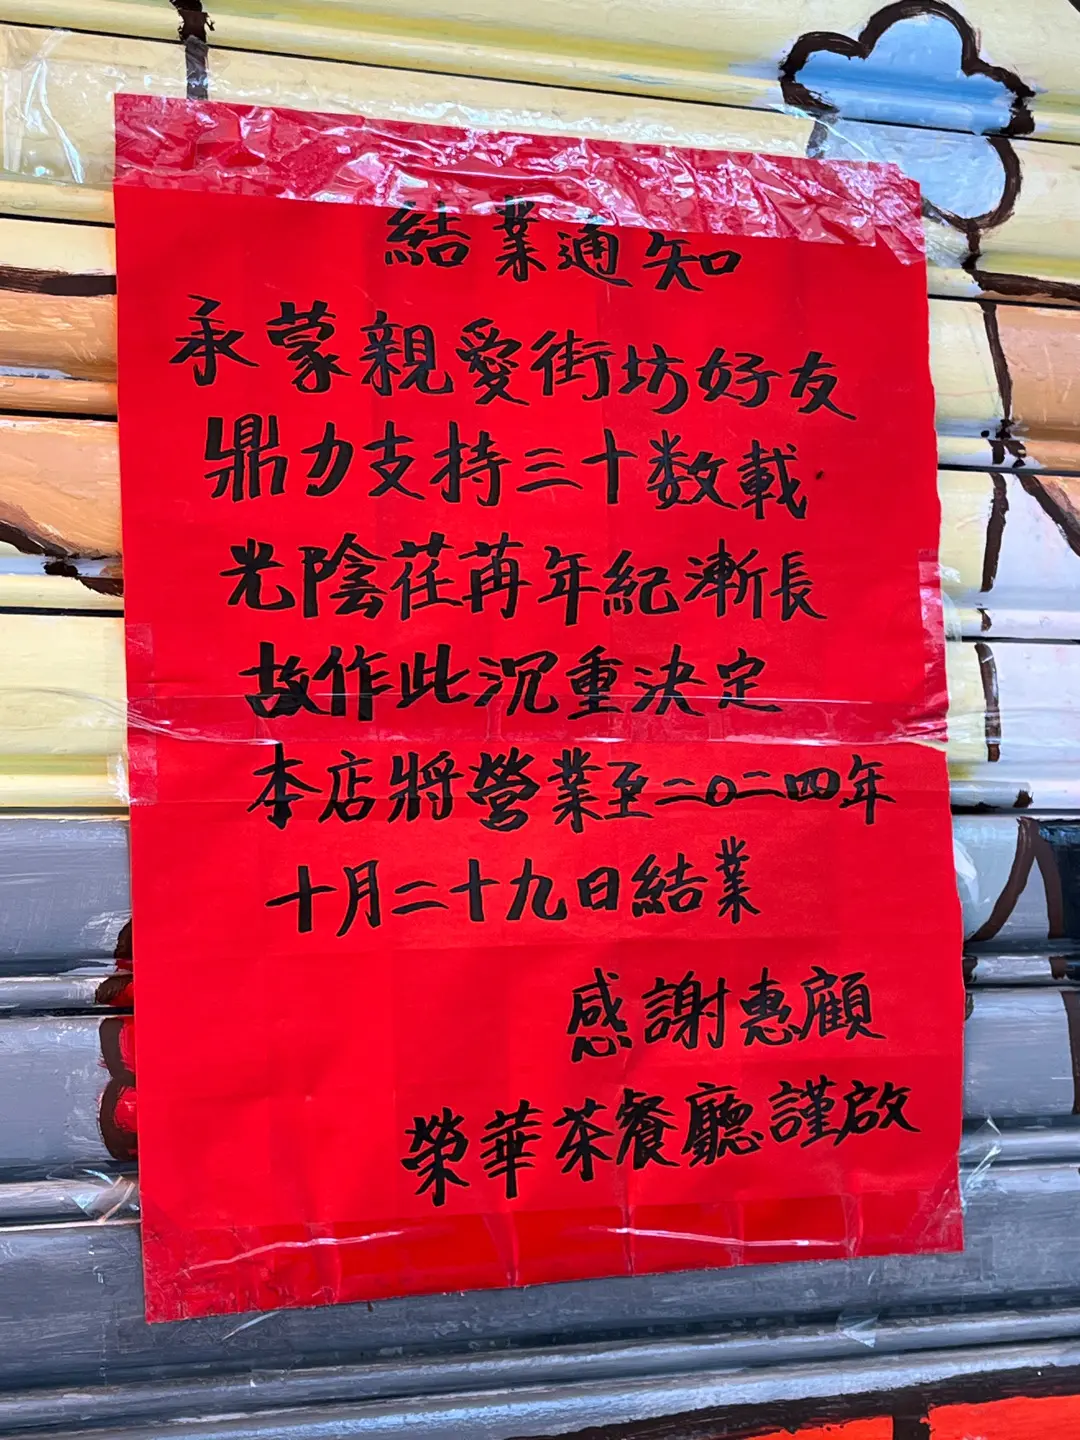 結業通知
承蒙親愛街坊好友
鼎力支持三十数載
光陰荏苒年紀漸長
故作此沉重決定
本店將營業至二〇二四年
十月二十九日結業
感謝惠顧
榮華茶餐廳謹啟